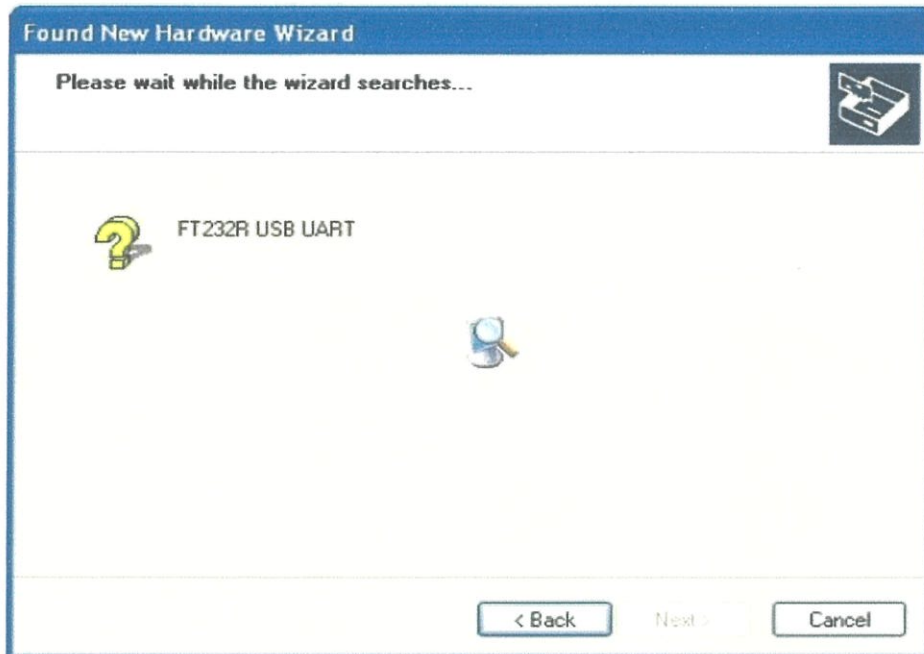 Found New Hardware Wizard
Please wait while the wizard searches...
FT232R USB UART
< Back
Next >
Cancel